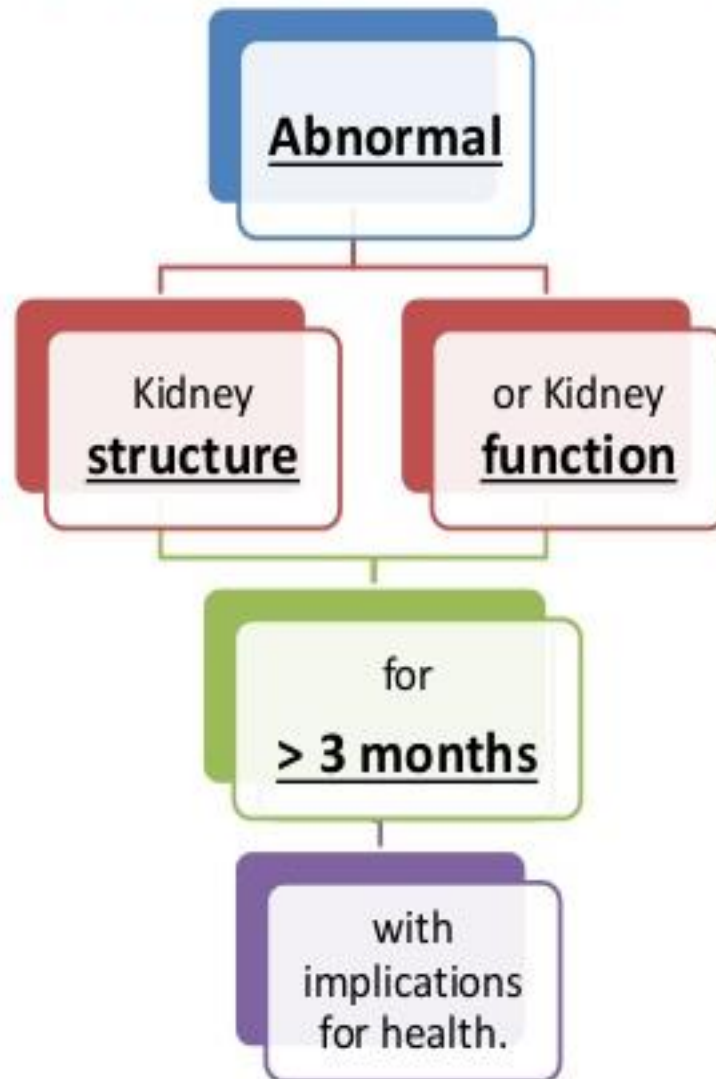 Abnormal
Kidney
structure
or Kidney
function
for
> 3 months
with
implications
for health.